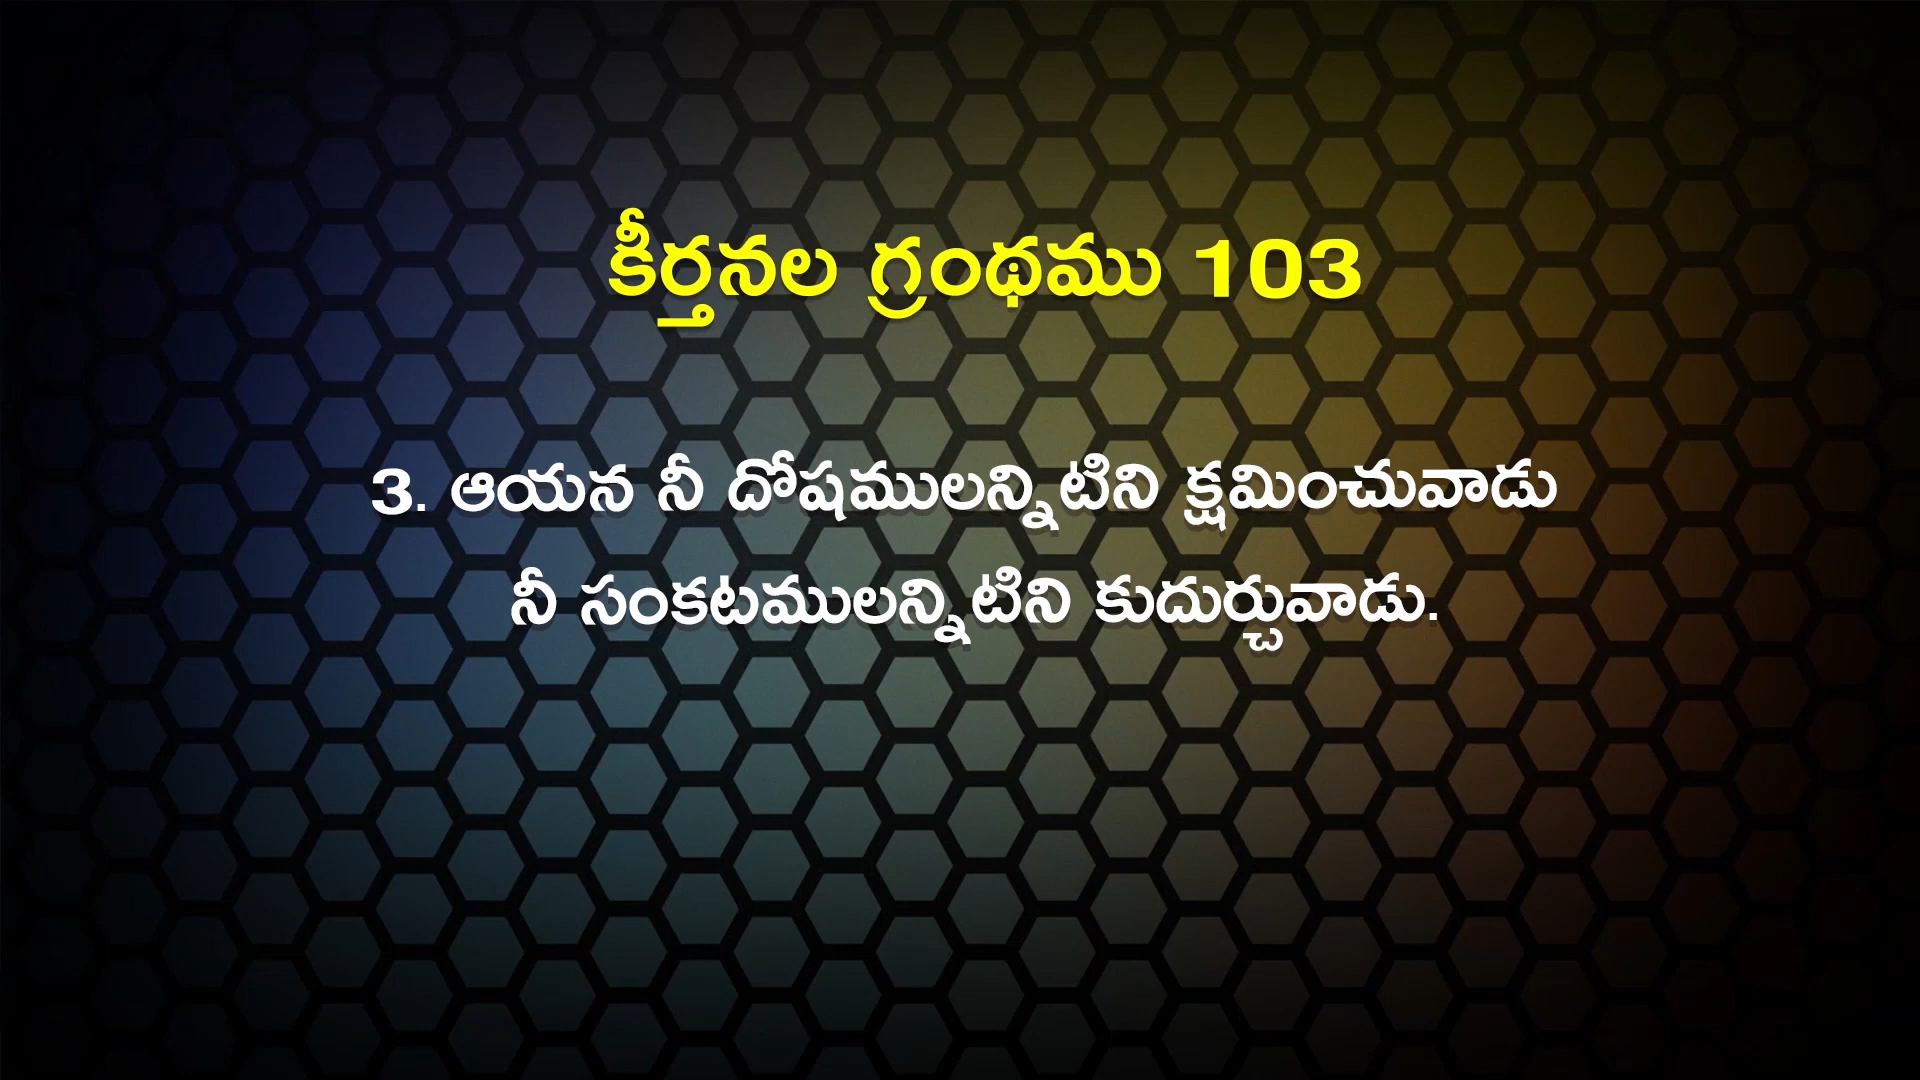 కీర్తనల గ్రంథము 103
3. ఆయన నీ దోషములన్నిటిని క్షమించువాడు
నీ సంకటములన్నిటిని కుదుర్చువాడు.